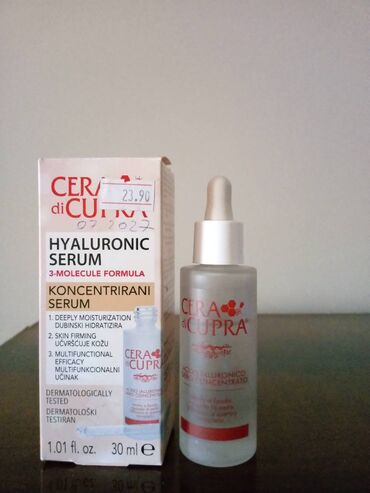 CERA
di CUPRA
23.90
07.2027
HYALURONIC
SERUM
3-MOLECULE FORMULA
KONCENTRIRANI
SERUM
1. DEEPLY MOISTURIZATION
DUBINSKI HIDRATIZIRA
2. SKIN FIRMING
UČVRŠĆUJE KOŽU
3. MULTIFUNCTIONAL
EFFICACY
MULTIFUNKCIONALNI
UČINAK
DERMATOLOGICALLY
TESTED
DERMATOLOŠKI
TESTIRAN
1.01 fl. oz. 30 ml e
CERA
CUPRA
CERA
di CUPRA
IALURONICO
CONCENTRATO